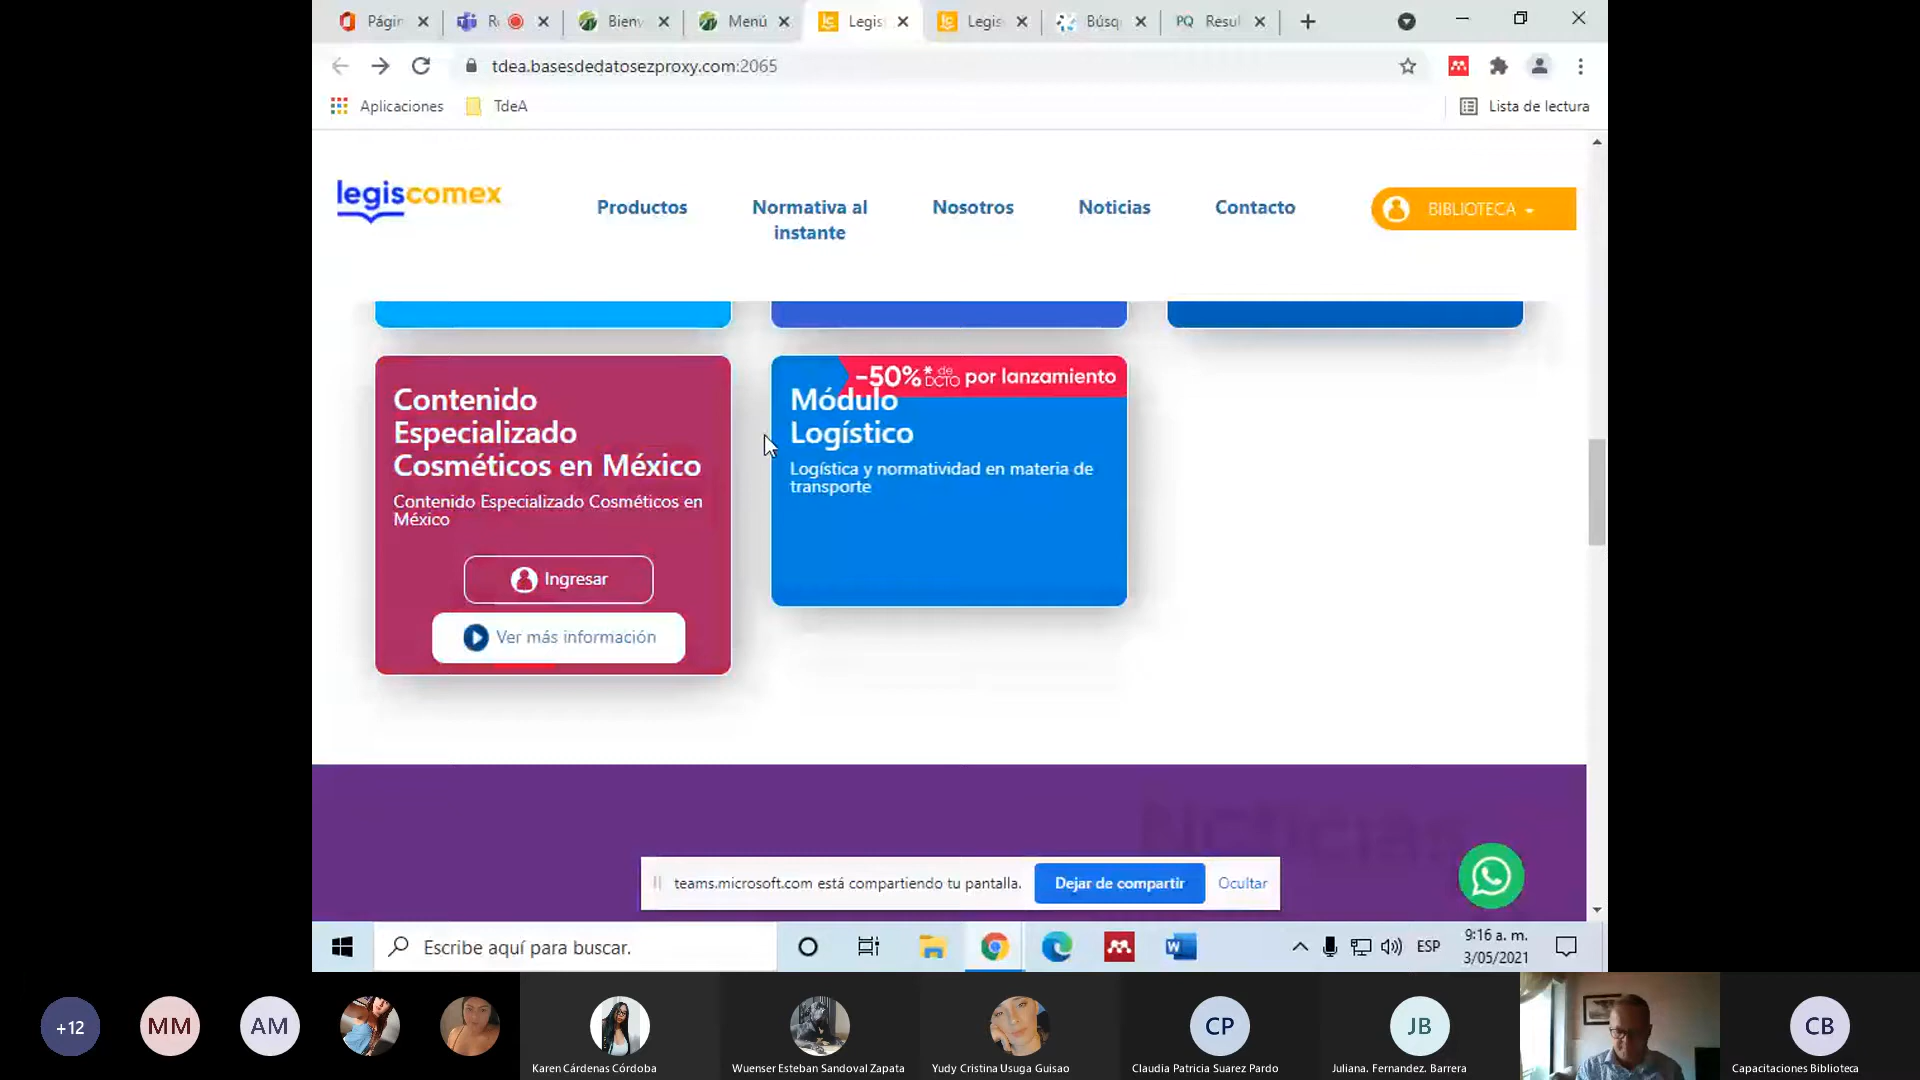 Págin
R
Bien
Menú
Legis
Legis
Búsq
PQ Resul
tdea.basesdedatosezproxy.com:2065
Aplicaciones
TdeA
Lista de lectura
legiscomex
Productos
Normativa al
instante
Nosotros
Noticias
Contacto
BIBLIOTECA
Contenido
Especializado
Cosméticos en México
Contenido Especializado Cosméticos en
México
Ingresar
Ver más información
-50%* de DCTO por lanzamiento
Módulo
Logístico
Logística y normatividad en materia de
transporte
Noticias
teams.microsoft.com está compartiendo tu pantalla.
Dejar de compartir
Ocultar
Escribe aquí para buscar.
ESP
9:16 a. m.
3/05/2021
+12
MM
AM
Karen Cárdenas Córdoba
Wuenser Esteban Sandoval Zapata
Yudy Cristina Usuga Guisao
CP
Claudia Patricia Suarez Pardo
JB
Juliana. Fernandez. Barrera
CB
Capacitaciones Biblioteca